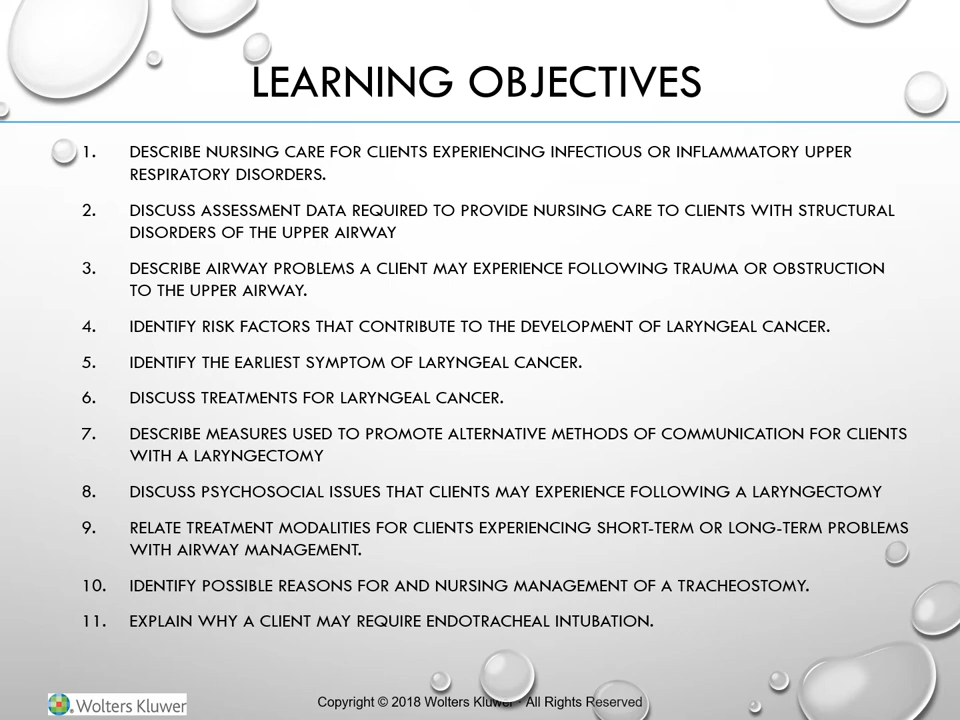 LEARNING OBJECTIVES
1. DESCRIBE NURSING CARE FOR CLIENTS EXPERIENCING INFECTIOUS OR INFLAMMATORY UPPER
RESPIRATORY DISORDERS.
2. DISCUSS ASSESSMENT DATA REQUIRED TO PROVIDE NURSING CARE TO CLIENTS WITH STRUCTURAL
DISORDERS OF THE UPPER AIRWAY
3. DESCRIBE AIRWAY PROBLEMS A CLIENT MAY EXPERIENCE FOLLOWING TRAUMA OR OBSTRUCTION
TO THE UPPER AIRWAY.
4. IDENTIFY RISK FACTORS THAT CONTRIBUTE TO THE DEVELOPMENT OF LARYNGEAL CANCER.
5. IDENTIFY THE EARLIEST SYMPTOM OF LARYNGEAL CANCER.
6. DISCUSS TREATMENTS FOR LARYNGEAL CANCER.
7. DESCRIBE MEASURES USED TO PROMOTE ALTERNATIVE METHODS OF COMMUNICATION FOR CLIENTS
WITH A LARYNGECTOMY
8. DISCUSS PSYCHOSOCIAL ISSUES THAT CLIENTS MAY EXPERIENCE FOLLOWING A LARYNGECTOMY
9. RELATE TREATMENT MODALITIES FOR CLIENTS EXPERIENCING SHORT-TERM OR LONG-TERM PROBLEMS
WITH AIRWAY MANAGEMENT.
10. IDENTIFY POSSIBLE REASONS FOR AND NURSING MANAGEMENT OF A TRACHEOSTOMY.
11. EXPLAIN WHY A CLIENT MAY REQUIRE ENDOTRACHEAL INTUBATION.
Wolters Kluwer
Copyright © 2018 Wolters Kluwer · All Rights Reserved